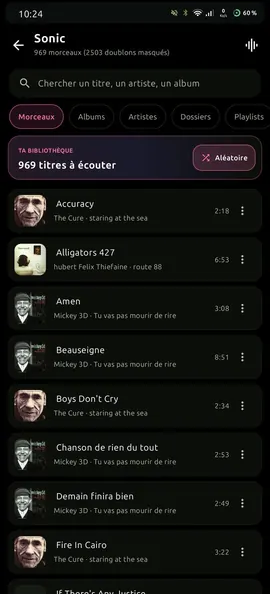 10:24
60 %
Sonic
969 morceaux (2503 doublons masqués)
Chercher un titre, un artiste, un album
Morceaux
Albums
Artistes
Dossiers
Playlists
TA BIBLIOTHÈQUE
969 titres à écouter
Aléatoire
Accuracy
The Cure · staring at the sea
2:18
Alligators 427
hubert Felix Thiefaine · route 88
6:53
Amen
Mickey 3D · Tu vas pas mourir de rire
3:08
Beauseigne
Mickey 3D · Tu vas pas mourir de rire
8:51
Boys Don't Cry
The Cure · staring at the sea
2:34
Chanson de rien du tout
Mickey 3D · Tu vas pas mourir de rire
2:53
Demain finira bien
Mickey 3D · Tu vas pas mourir de rire
2:49
Fire In Cairo
The Cure · staring at the sea
3:22
If There's Any Justice